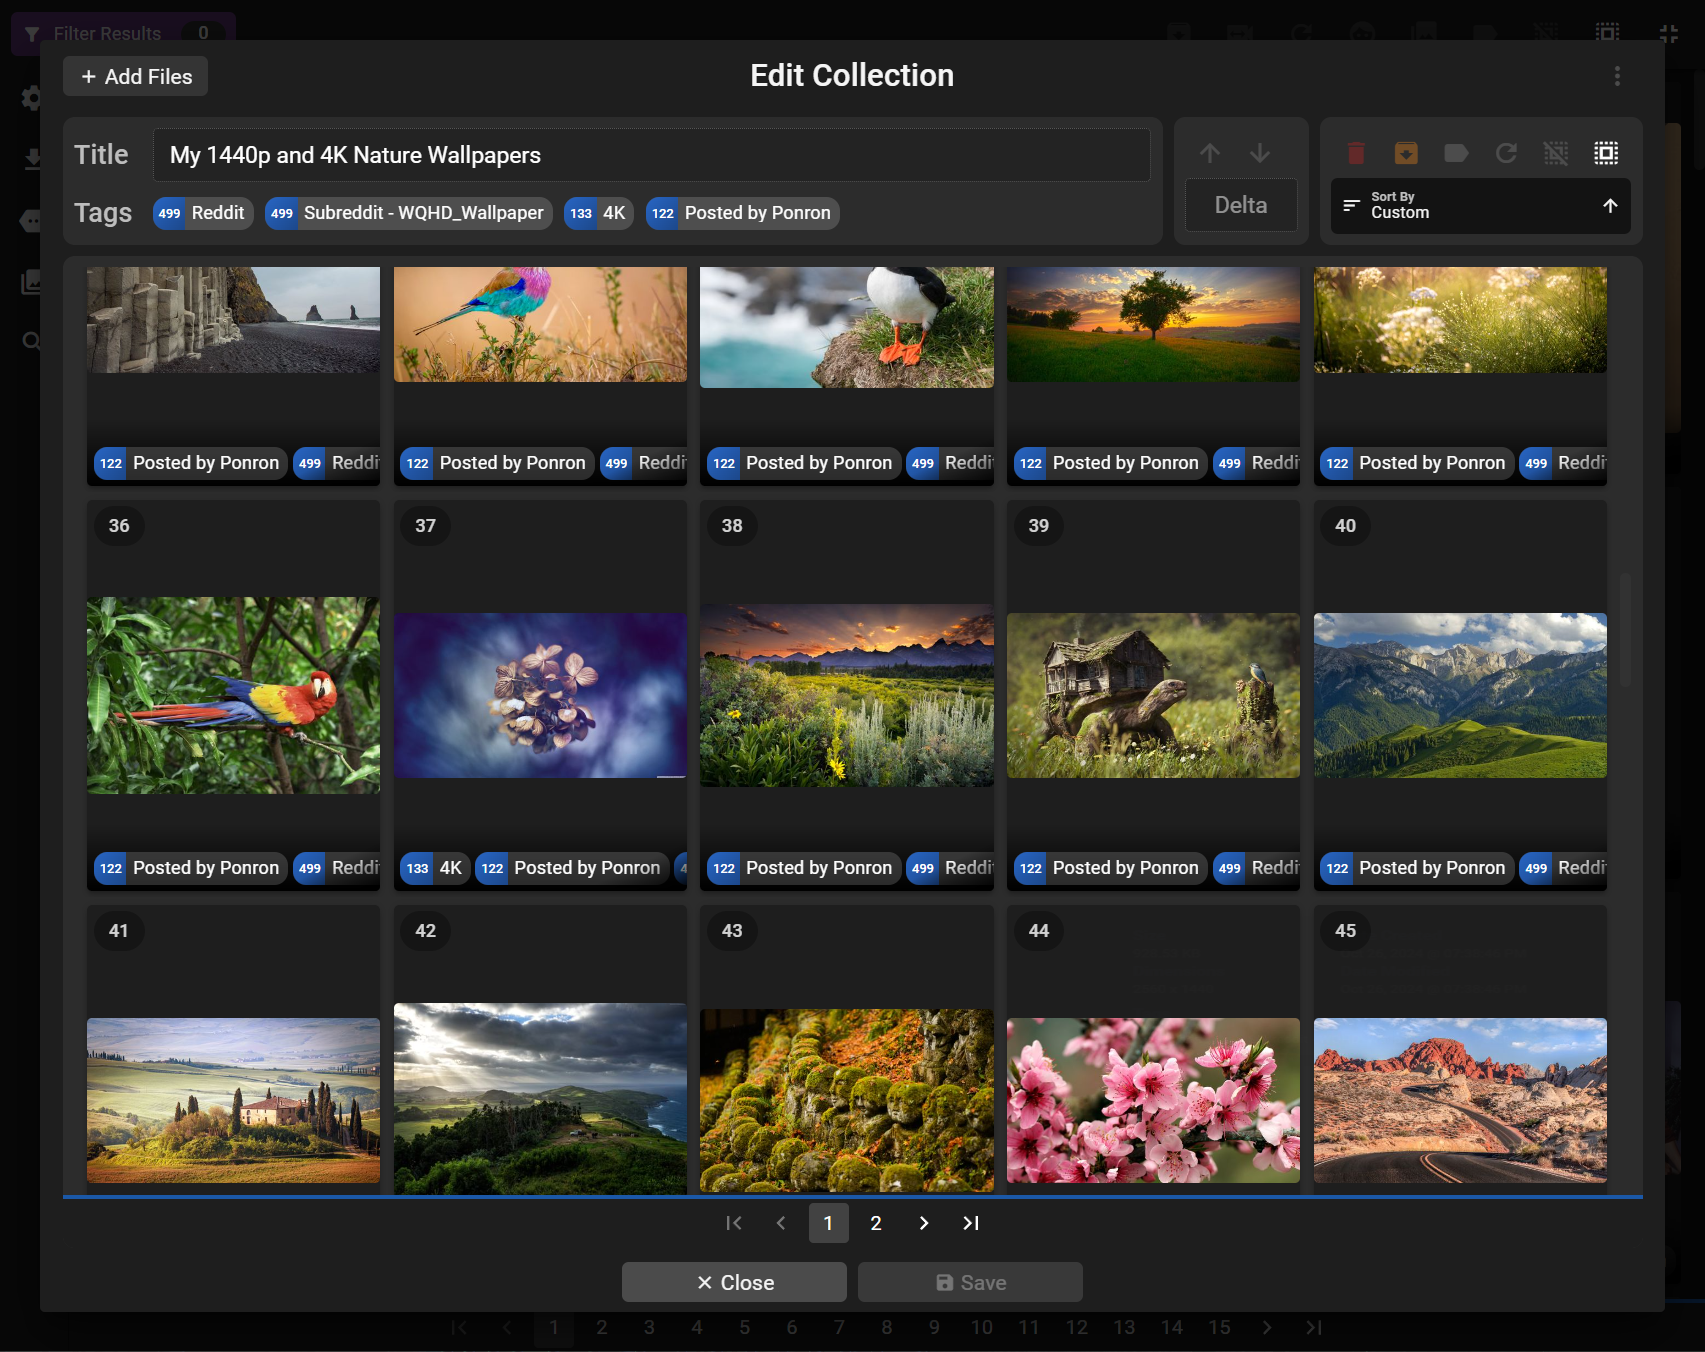 Filter Results 0
+ Add Files
Edit Collection
Title
My 1440p and 4K Nature Wallpapers
Tags
499 Reddit
499 Subreddit - WQHD_Wallpaper
133 4K
122 Posted by Ponron
Delta
Sort By
Custom
122 Posted by Ponron 499 Reddi
122 Posted by Ponron 499 Reddi
122 Posted by Ponron 499 Reddi
122 Posted by Ponron 499 Reddi
122 Posted by Ponron 499 Reddi
36
37
38
39
40
122 Posted by Ponron 499 Reddi
133 4K 122 Posted by Ponron 4
122 Posted by Ponron 499 Reddi
122 Posted by Ponron 499 Reddi
122 Posted by Ponron 499 Reddi
41
42
43
44
45
1 2
Close
Save
1 2 3 4 5 6 7 8 9 10 11 12 13 14 15